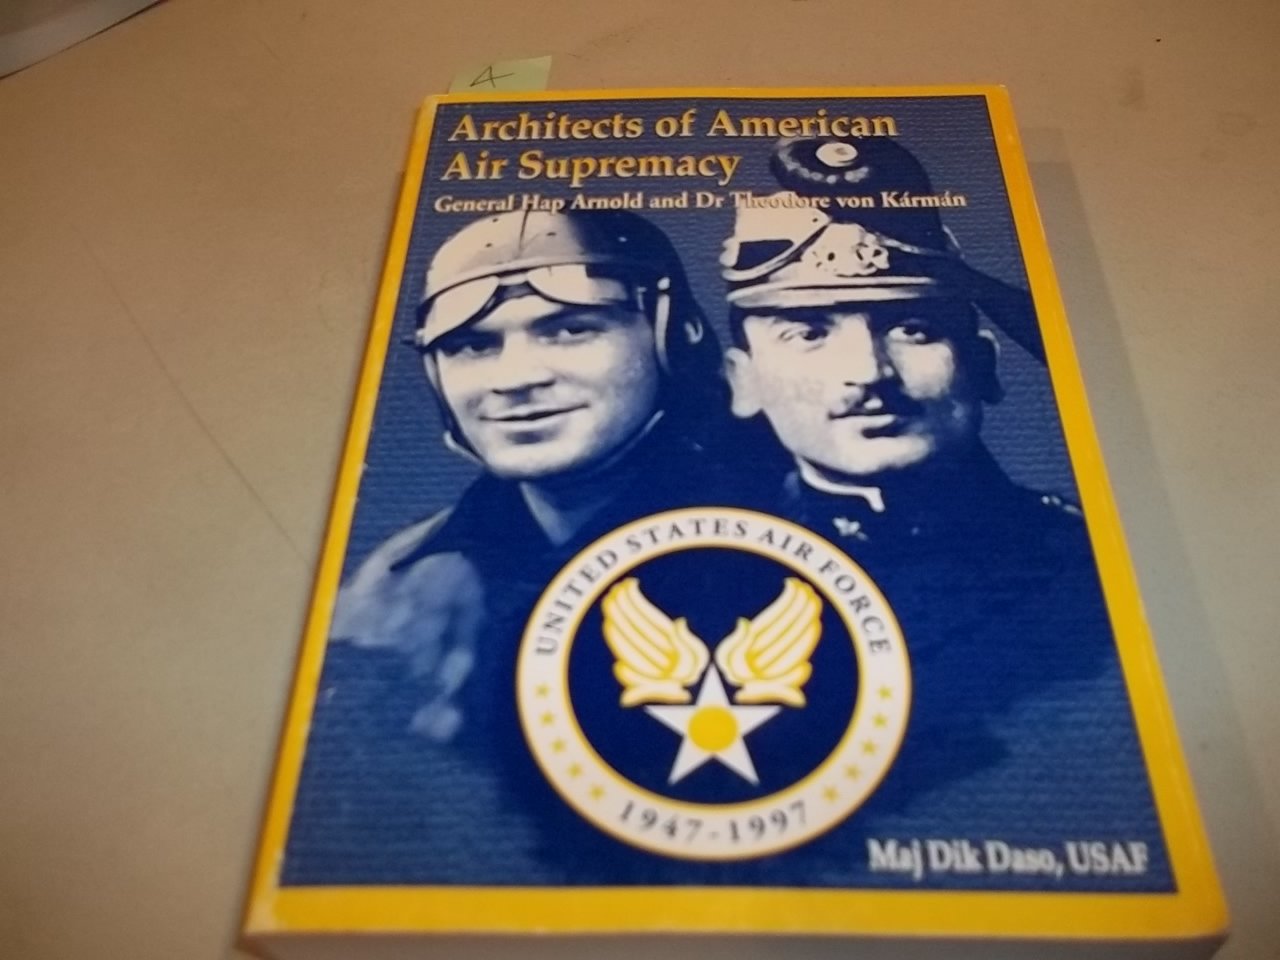 4
Architects of American
Air Supremacy
General Hap Arnold and Dr Theodore von Kármán
UNITED STATES AIR FORCE
1947-1997
Maj Dik Daso, USAF